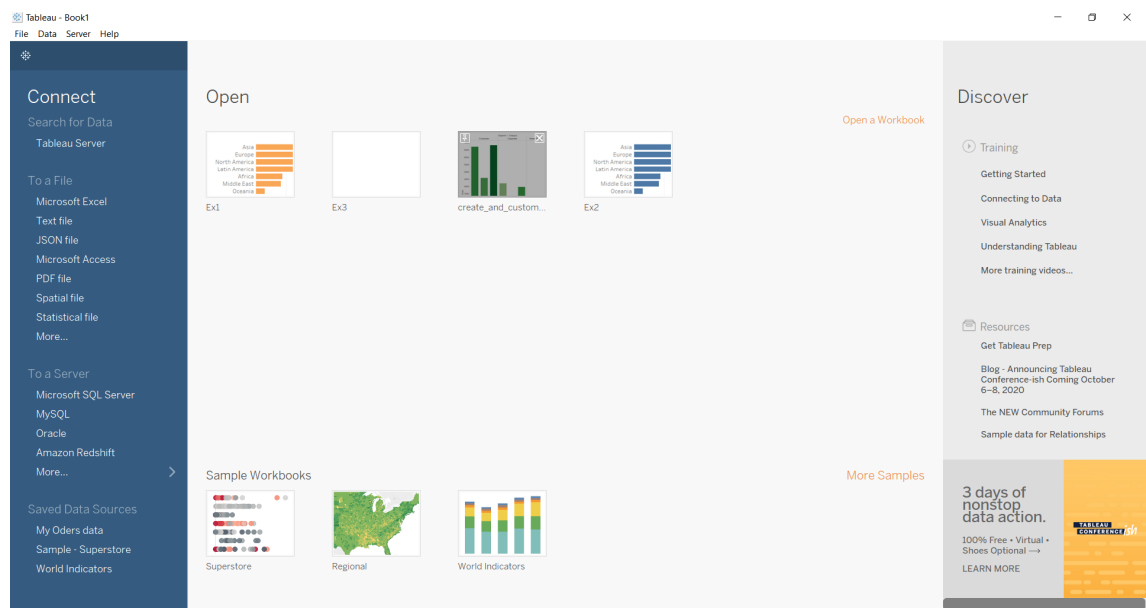 Tableau - Book1
File Data Server Help
Connect
Search for Data
Tableau Server
To a File
Microsoft Excel
Text file
JSON file
Microsoft Access
PDF file
Spatial file
Statistical file
More...
To a Server
Microsoft SQL Server
MySQL
Oracle
Amazon Redshift
More...
Saved Data Sources
My Oders data
Sample - Superstore
World Indicators
Open
Open a Workbook
Asia
Europe
North America
Latin America
Africa
Middle East
Oceania
Ex1
Ex3
create_and_custom...
Asia
Europe
North America
Latin America
Africa
Middle East
Oceania
Ex2
Sample Workbooks
More Samples
Superstore
Regional
World Indicators
Discover
Training
Getting Started
Connecting to Data
Visual Analytics
Understanding Tableau
More training videos...
Resources
Get Tableau Prep
Blog - Announcing Tableau
Conference-ish Coming October
6–8, 2020
The NEW Community Forums
Sample data for Relationships
3 days of
nonstop
data action.
100% Free • Virtual •
Shoes Optional →
LEARN MORE
TABLEAU
CONFERENCE ish